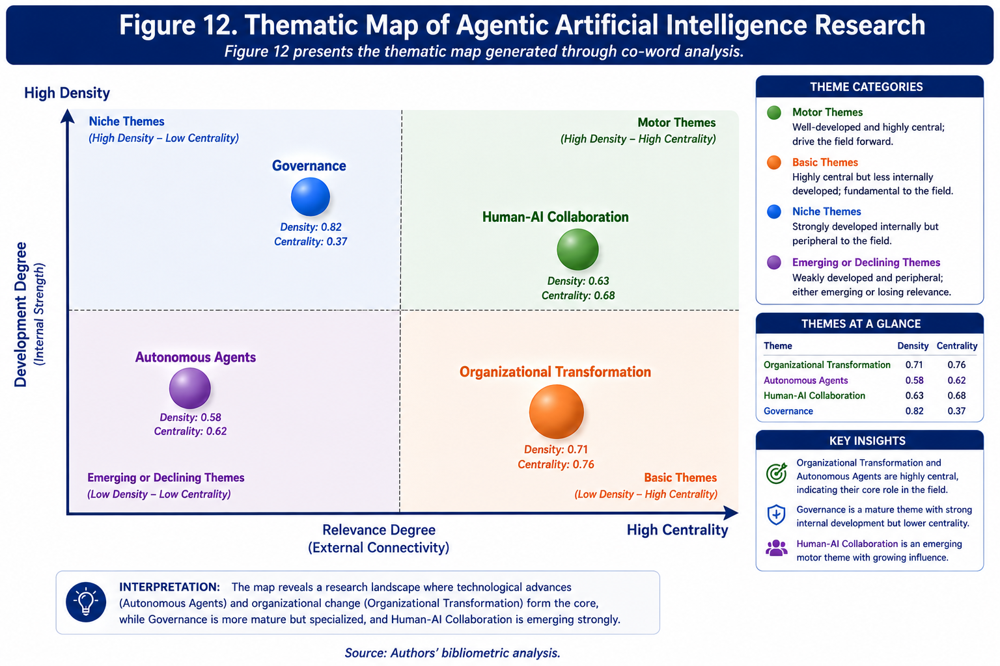 Figure 12. Thematic Map of Agentic Artificial Intelligence Research
Figure 12 presents the thematic map generated through co-word analysis.
High Density
Development Degree
(Internal Strength)
Niche Themes
(High Density – Low Centrality)
Governance
Density: 0.82
Centrality: 0.37
Motor Themes
(High Density – High Centrality)
Human-AI Collaboration
Density: 0.63
Centrality: 0.68
Autonomous Agents
Density: 0.58
Centrality: 0.62
Emerging or Declining Themes
(Low Density – Low Centrality)
Organizational Transformation
Density: 0.71
Centrality: 0.76
Basic Themes
(Low Density – High Centrality)
Relevance Degree
(External Connectivity)
High Centrality
THEME CATEGORIES
Motor Themes
Well-developed and highly central;
drive the field forward.
Basic Themes
Highly central but less internally
developed; fundamental to the field.
Niche Themes
Strongly developed internally but
peripheral to the field.
Emerging or Declining Themes
Weakly developed and peripheral;
either emerging or losing relevance.
THEMES AT A GLANCE
Theme Density Centrality
Organizational Transformation 0.71 0.76
Autonomous Agents 0.58 0.62
Human-AI Collaboration 0.63 0.68
Governance 0.82 0.37
KEY INSIGHTS
Organizational Transformation and
Autonomous Agents are highly central,
indicating their core role in the field.
Governance is a mature theme with strong
internal development but lower centrality.
Human-AI Collaboration is an emerging
motor theme with growing influence.
INTERPRETATION: The map reveals a research landscape where technological advances
(Autonomous Agents) and organizational change (Organizational Transformation) form the core,
while Governance is more mature but specialized, and Human-AI Collaboration is emerging strongly.
Source: Authors' bibliometric analysis.